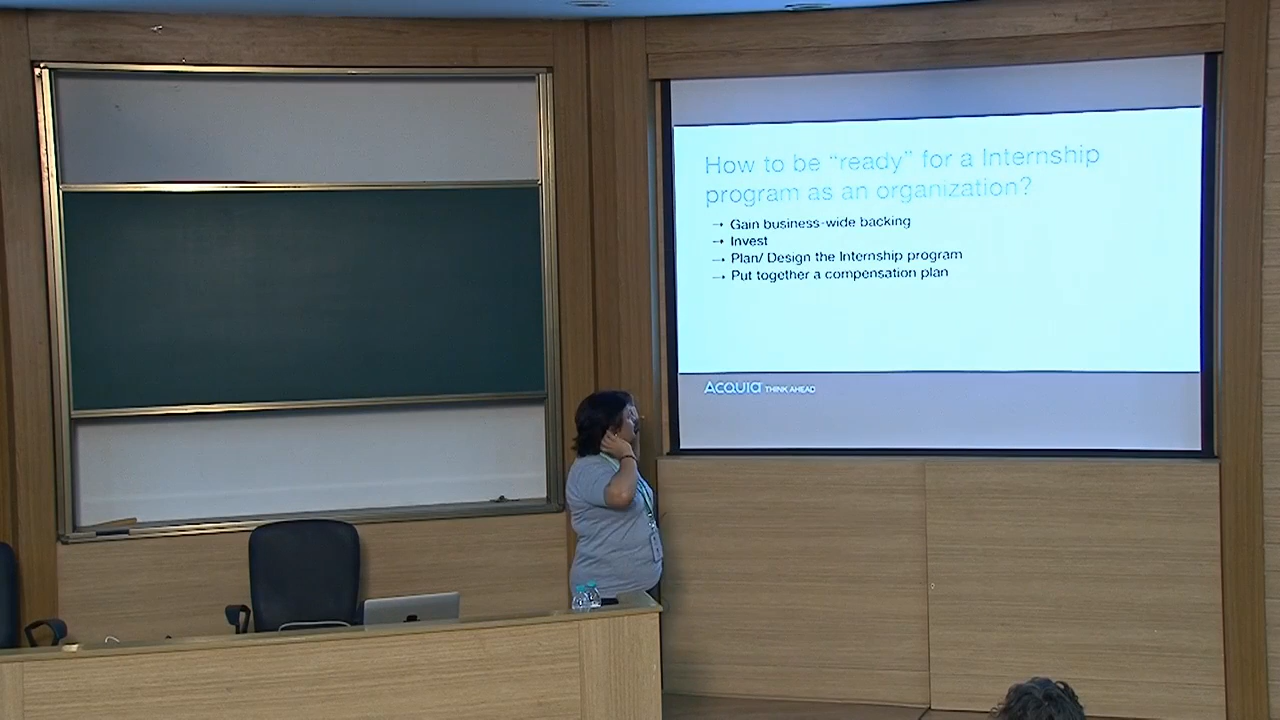 How to be “ready” for a Internship
program as an organization?
→ Gain business-wide backing
→ Invest
→ Plan/ Design the Internship program
→ Put together a compensation plan
ACQUIA THINK AHEAD